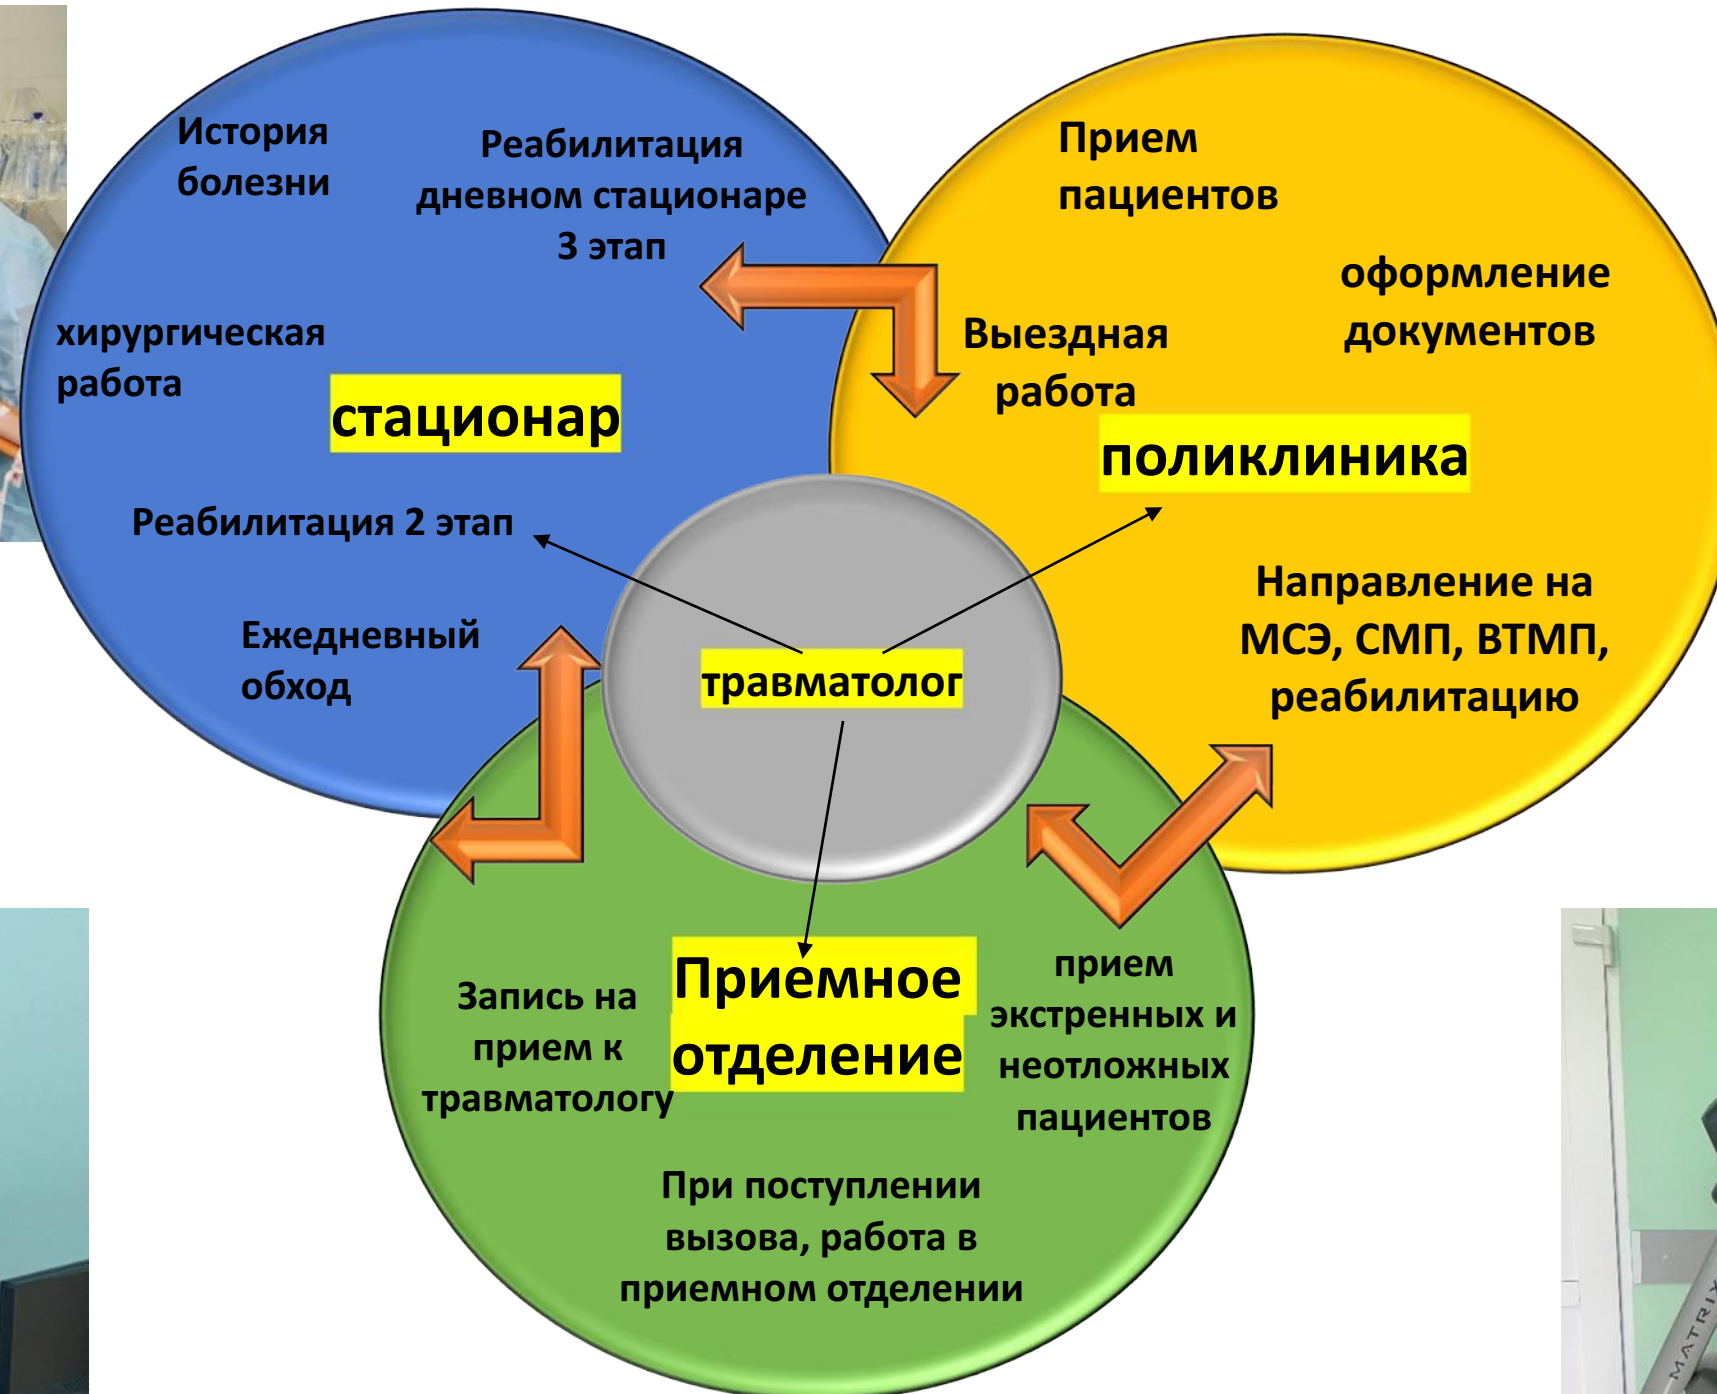 История
болезни
Реабилитация
дневном стационаре
3 этап
хирургическая
работа
стационар
Реабилитация 2 этап
Ежедневный
обход
Прием
пациентов
оформление
документов
Выездная
работа
поликлиника
Направление на
МСЭ, СМП, ВТМП,
реабилитацию
травматолог
Приемное
отделение
Запись на
прием к
травматологу
прием
экстренных и
неотложных
пациентов
При поступлении
вызова, работа в
приемном отделении
MATRIX